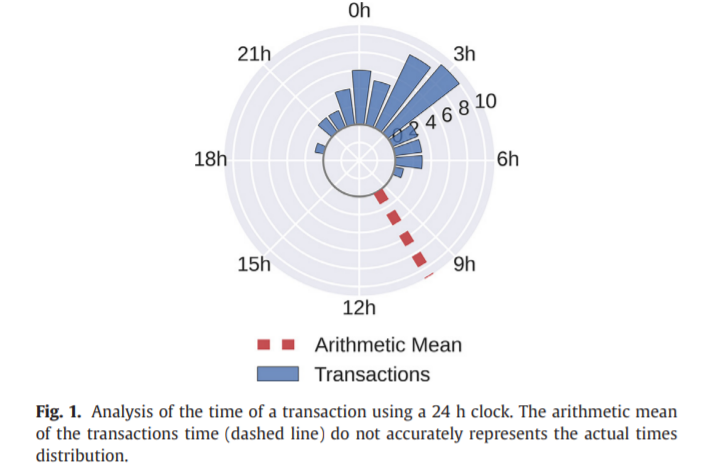 0h
21h
3h
0 2 4 6 8 10
18h
6h
15h
9h
12h
Arithmetic Mean
Transactions
Fig. 1. Analysis of the time of a transaction using a 24 h clock. The arithmetic mean
of the transactions time (dashed line) do not accurately represents the actual times
distribution.